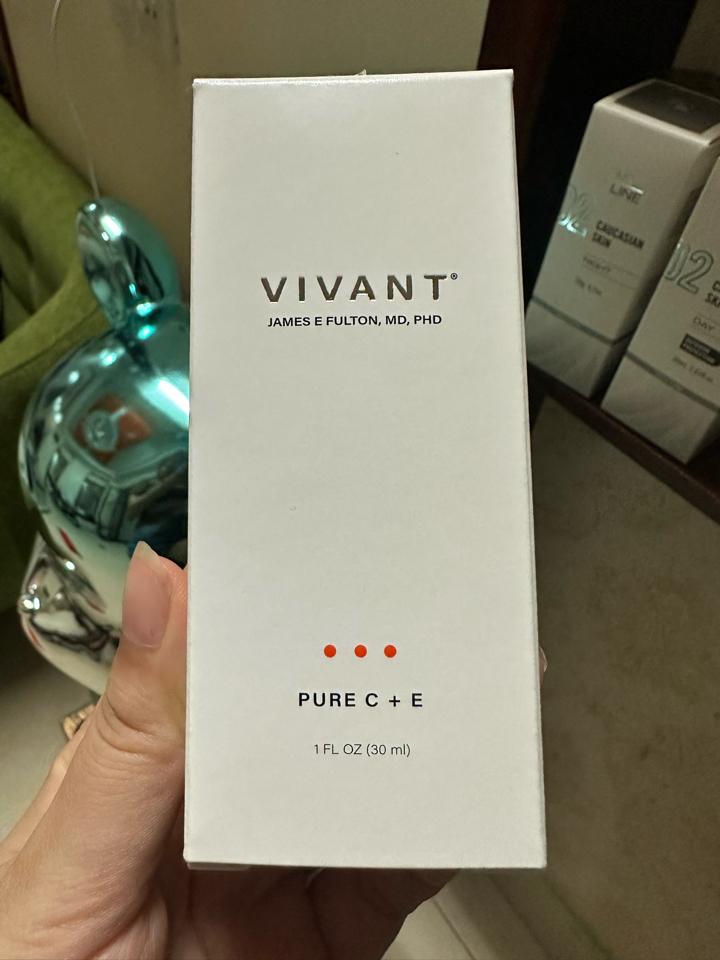 VIVANT®
JAMES E FULTON, MD, PHD
PURE C + E
1 FL OZ (30 ml)
LINE
02
CAUCASIAN
SKIN
NIGHT
02
DAY